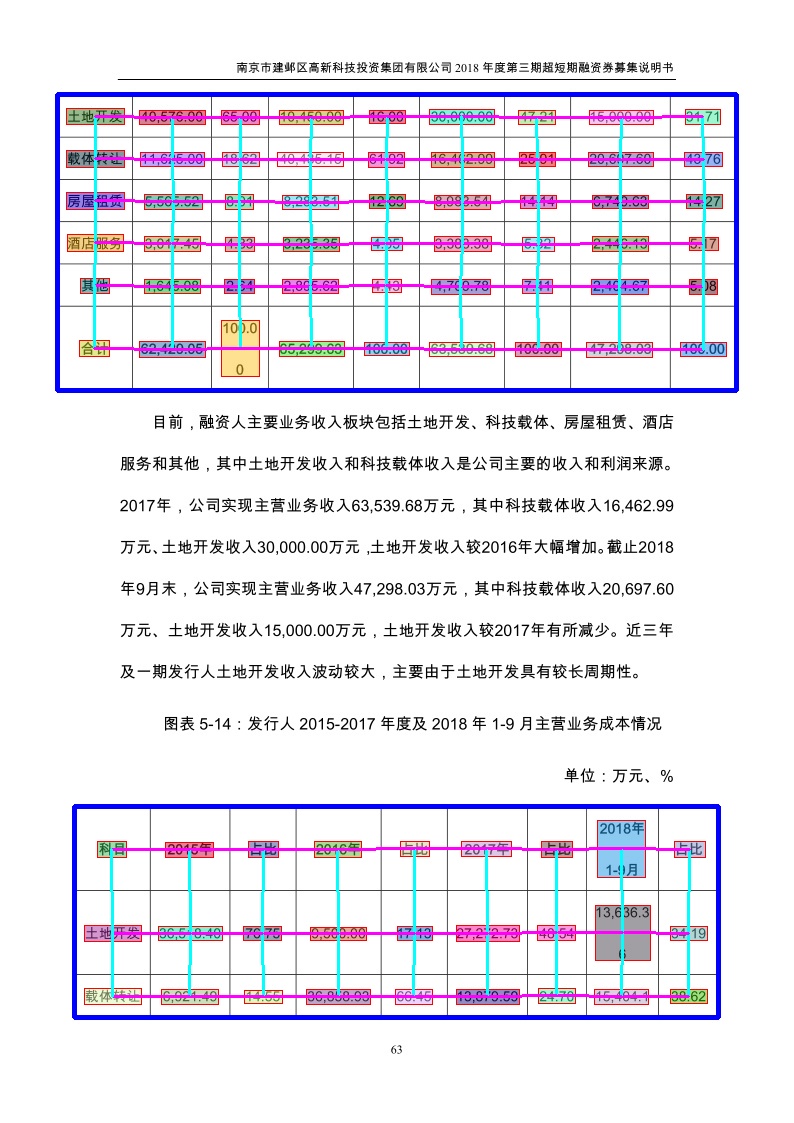 南京市建邺区高新科技投资集团有限公司 2018 年度第三期超短期融资券募集说明书
土地开发 40,576.00 65.00 10,450.00 16.00 30,000.00 47.21 15,000.00 31.71
载体转让 11,625.00 18.62 40,435.15 61.92 16,462.99 25.91 20,697.60 43.76
房屋租赁 5,565.52 8.91 8,283.51 12.69 8,983.54 14.14 6,749.63 14.27
酒店服务 3,017.45 4.83 3,235.35 4.95 3,383.38 5.32 2,446.13 5.17
其他 1,645.08 2.64 2,895.62 4.43 4,709.78 7.41 2,404.67 5.08
合计 62,429.05 100.00 65,299.63 100.00 63,539.68 100.00 47,298.03 100.00
目前，融资人主要业务收入板块包括土地开发、科技载体、房屋租赁、酒店
服务和其他，其中土地开发收入和科技载体收入是公司主要的收入和利润来源。
2017年，公司实现主营业务收入63,539.68万元，其中科技载体收入16,462.99
万元、土地开发收入30,000.00万元，土地开发收入较2016年大幅增加。截止2018
年9月末，公司实现主营业务收入47,298.03万元，其中科技载体收入20,697.60
万元、土地开发收入15,000.00万元，土地开发收入较2017年有所减少。近三年
及一期发行人土地开发收入波动较大，主要由于土地开发具有较长周期性。
图表 5-14：发行人 2015-2017 年度及 2018 年 1-9 月主营业务成本情况
单位：万元、%
科目 2015年 占比 2016年 占比 2017年 占比 2018年1-9月 占比
土地开发 36,518.40 76.75 9,503.00 17.13 27,272.73 48.54 13,636.36 34.19
载体转让 6,921.49 14.55 36,858.93 66.45 13,879.59 24.70 15,404.1 38.62
63